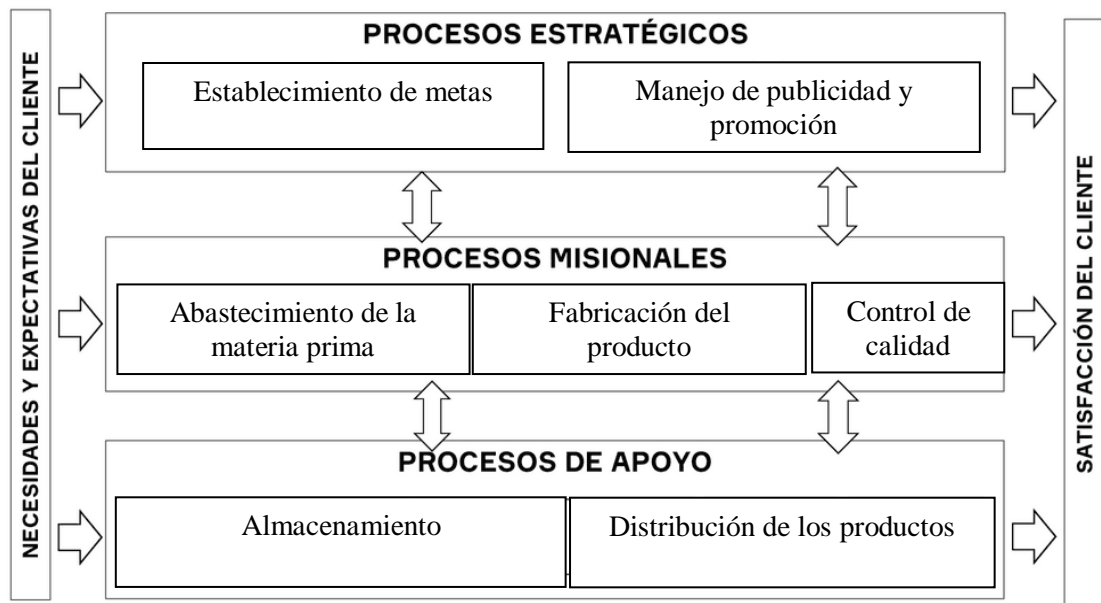 NECESIDADES Y EXPECTATIVAS DEL CLIENTE
PROCESOS ESTRATÉGICOS
Establecimiento de metas
Manejo de publicidad y
promoción
PROCESOS MISIONALES
Abastecimiento de la
materia prima
Fabricación del
producto
Control de
calidad
PROCESOS DE APOYO
Almacenamiento
Distribución de los productos
SATISFACCIÓN DEL CLIENTE